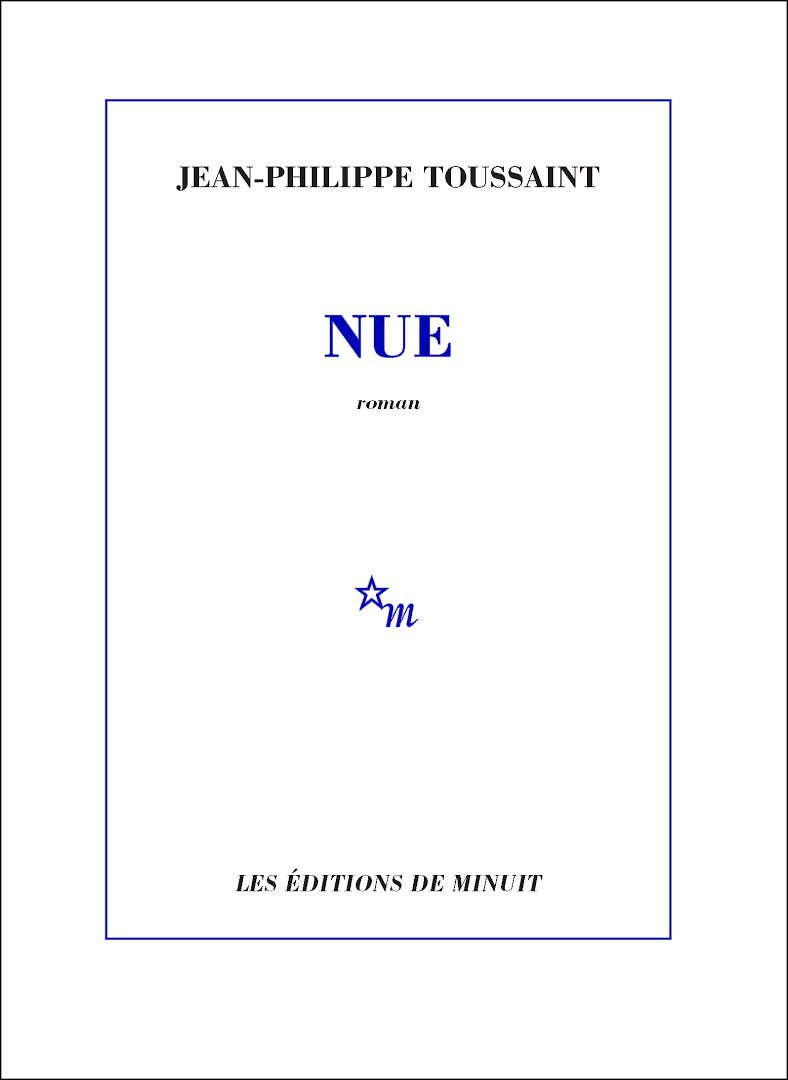 JEAN-PHILIPPE TOUSSAINT
NUE
roman
m
LES ÉDITIONS DE MINUIT